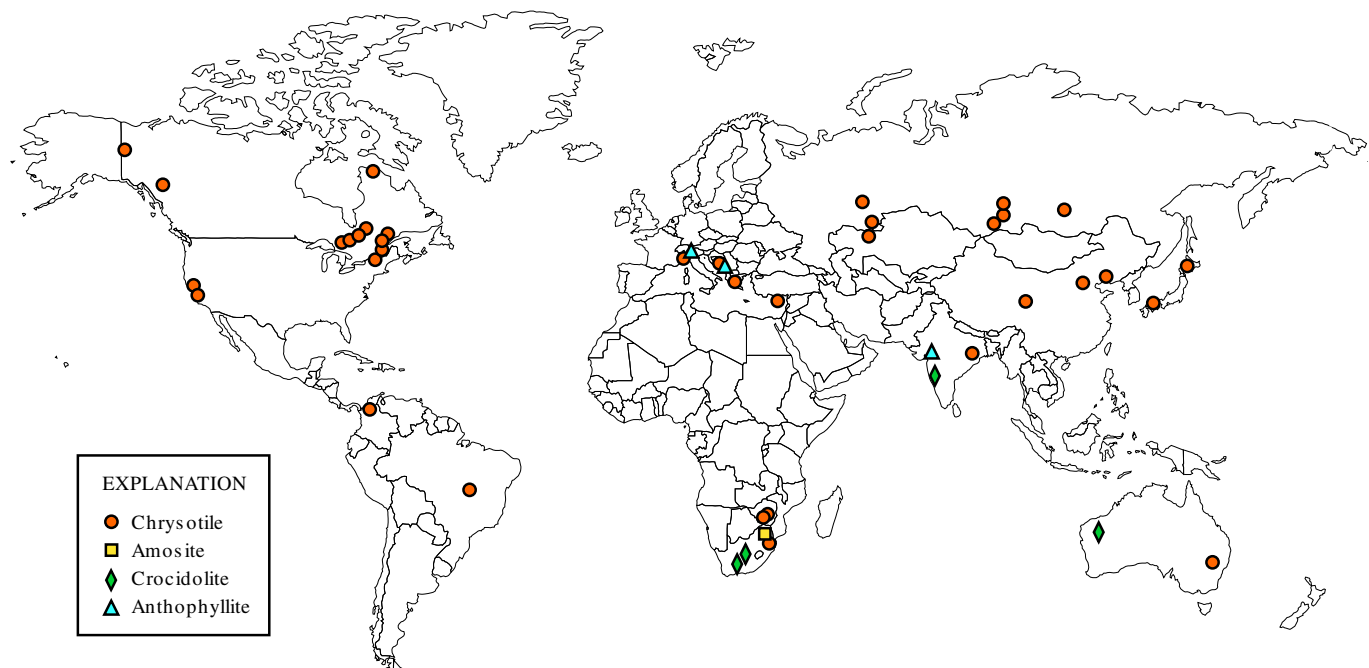 EXPLANATION
Chrysotile
Amosite
Crocidolite
Anthophyllite